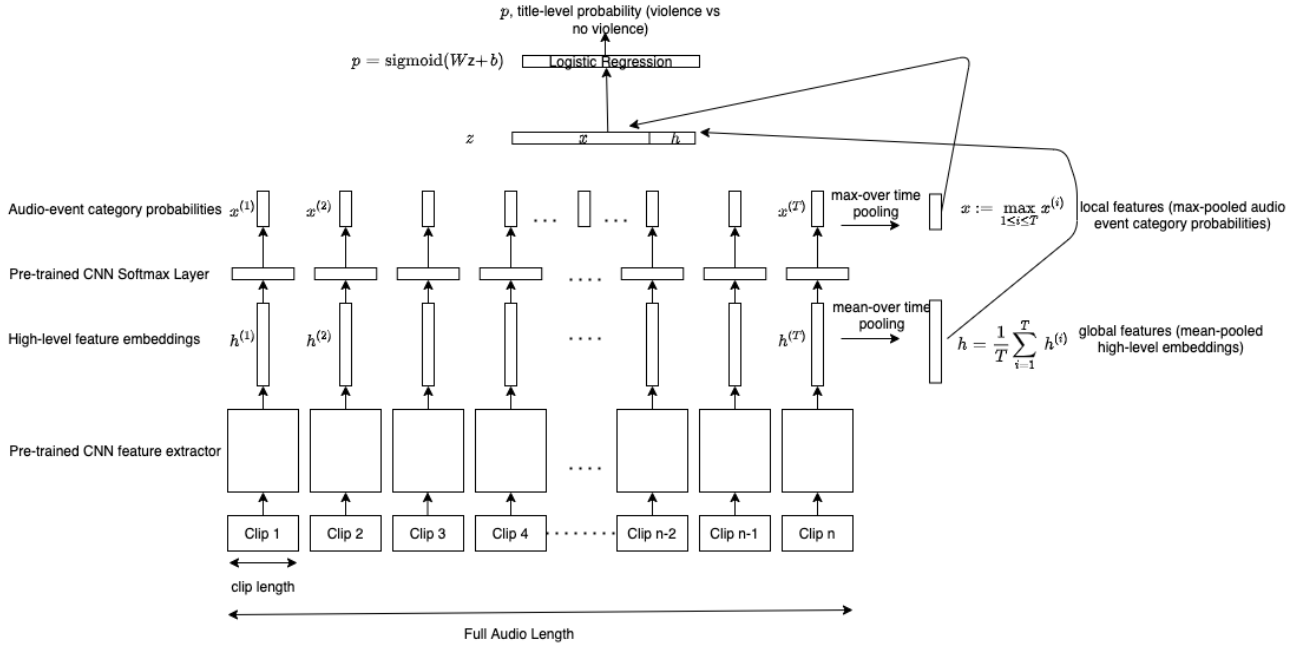 p, title-level probability (violence vs
no violence)
p = sigmoid(Wz+b)
Logistic Regression
z
x
h
Audio-event category probabilities
x^{(1)}
x^{(2)}
...
...
x^{(T)}
max-over time
pooling
x := \max_{1≤i≤T} x^{(i)}
local features (max-pooled audio
event category probabilities)
Pre-trained CNN Softmax Layer
....
High-level feature embeddings
h^{(1)}
h^{(2)}
....
h^{(T)}
mean-over time
pooling
h = \frac{1}{T} \sum_{i=1}^{T} h^{(i)}
global features (mean-pooled
high-level embeddings)
Pre-trained CNN feature extractor
....
Clip 1
Clip 2
Clip 3
Clip 4
........
Clip n-2
Clip n-1
Clip n
clip length
Full Audio Length